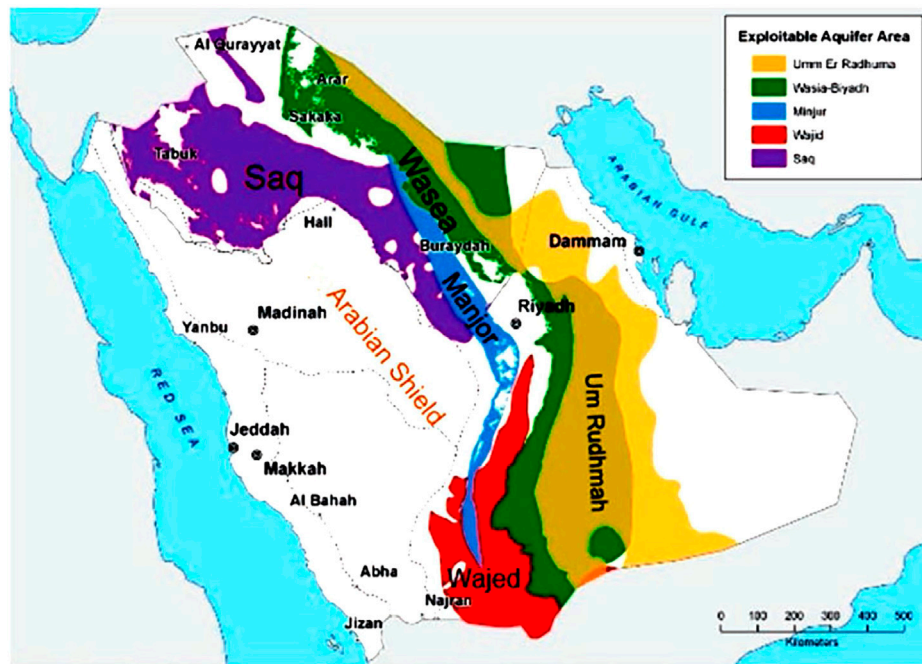 Exploitable Aquifer Area
Umm Er Radhuma
Wasia-Biyadh
Minjur
Wajid
Saq
Al Qurayyat
Arar
Sakaka
Tabuk
Saq
Wasea
Hail
Buraydah
Dammam
ARABIAN GULF
Manjor
Riyadh
Madinah
Yanbu
Arabian Shield
Um Rudhmah
RED SEA
Jeddah
Makkah
Al Bahah
Abha
Wajed
Najran
Jizan
0 100 200 300 400 500
Kilometers